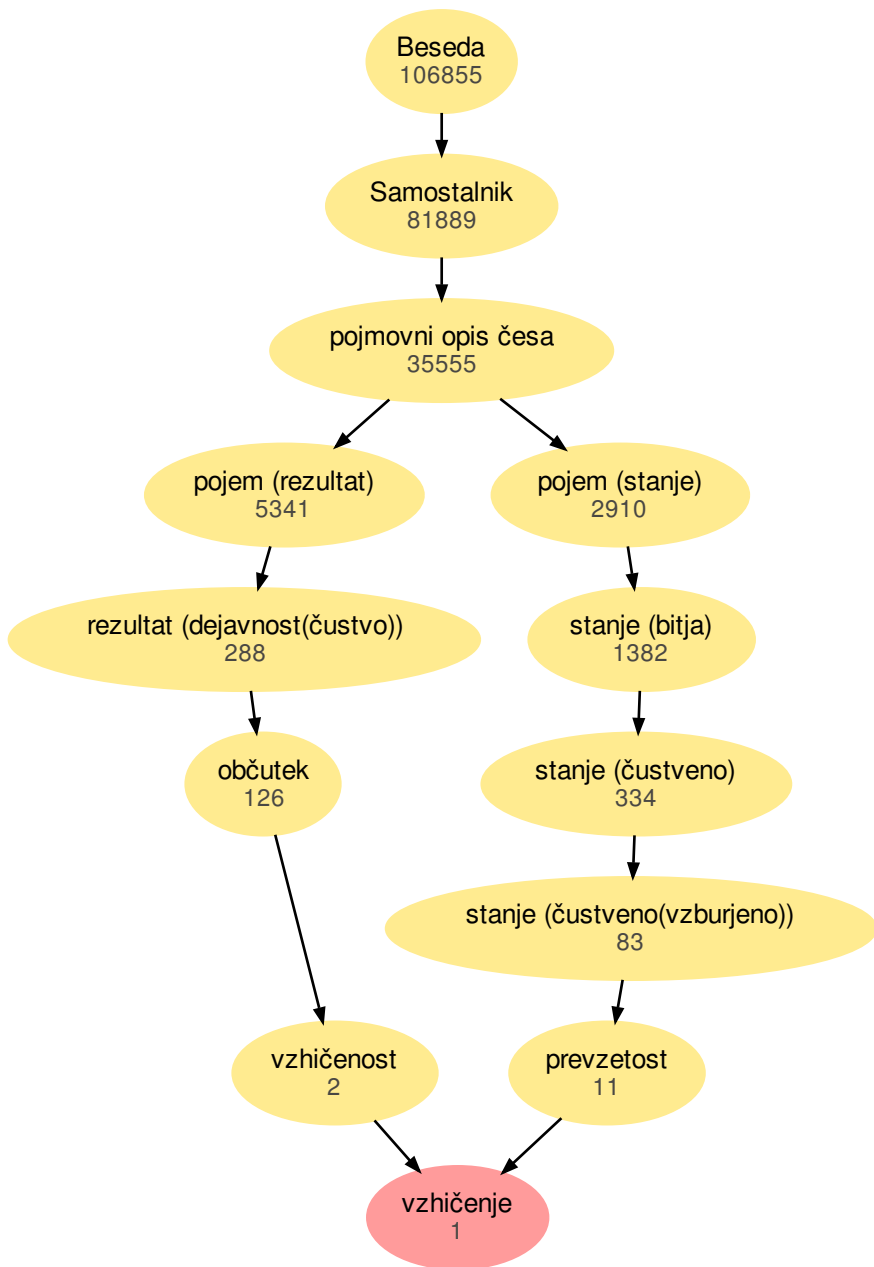 Beseda
106855
Samostalnik
81889
pojmovni opis česa
35555
pojem (rezultat)
5341
pojem (stanje)
2910
rezultat (dejavnost(čustvo))
288
stanje (bitja)
1382
občutek
126
stanje (čustveno)
334
stanje (čustveno(vzburjeno))
83
vzhičenost
2
prevzetost
11
vzhičenje
1